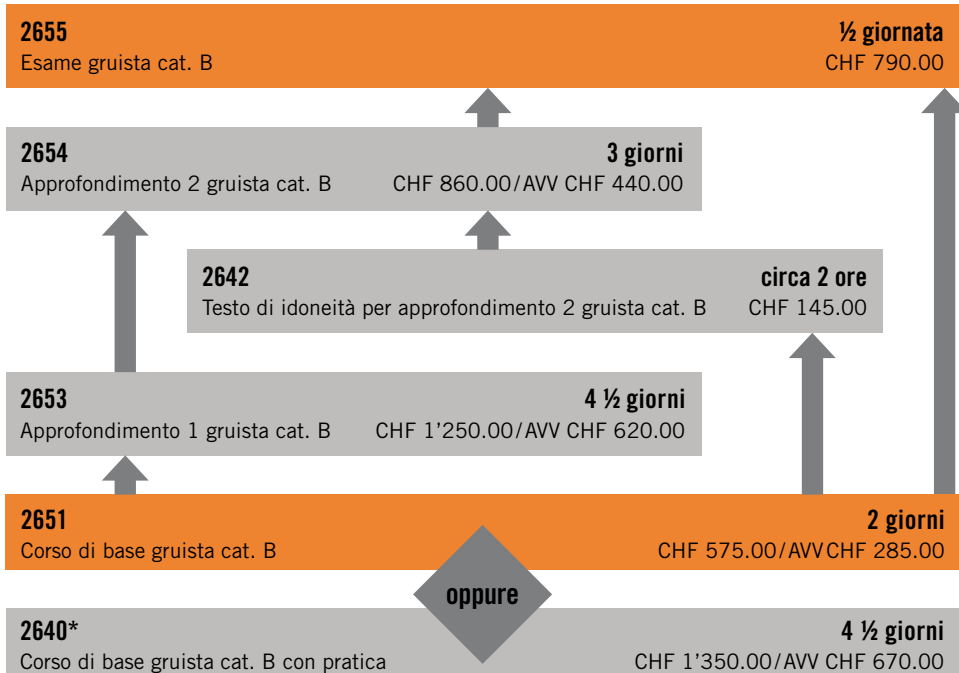 2655 ½ giornata
Esame gruista cat. B CHF 790.00
2654 3 giorni
Approfondimento 2 gruista cat. B CHF 860.00/AVV CHF 440.00
2642 circa 2 ore
Testo di idoneità per approfondimento 2 gruista cat. B CHF 145.00
2653 4 ½ giorni
Approfondimento 1 gruista cat. B CHF 1’250.00/AVV CHF 620.00
2651 2 giorni
Corso di base gruista cat. B CHF 575.00/AVV CHF 285.00
oppure
2640* 4 ½ giorni
Corso di base gruista cat. B con pratica CHF 1’350.00/AVV CHF 670.00